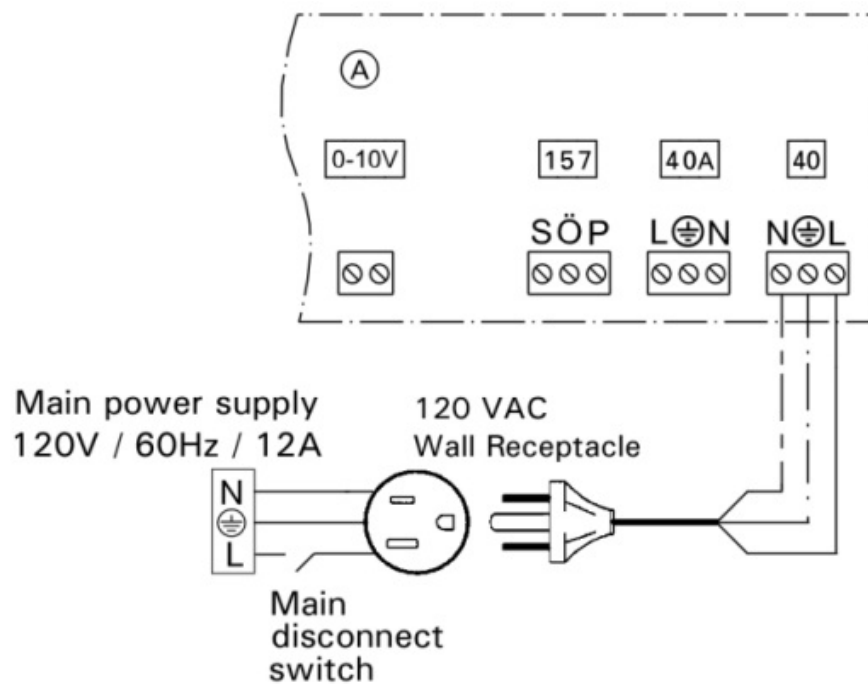 A
0-10V 157 40A 40
SÖP L⏚N N⏚L
Main power supply
120V / 60Hz / 12A
120 VAC
Wall Receptacle
N
⏚
L
Main
disconnect
switch